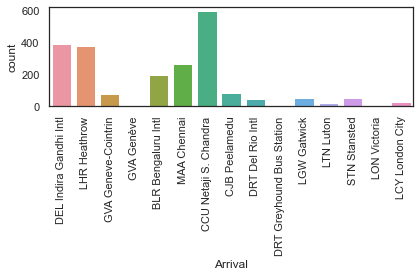 600
400
200
0
count
DEL Indira Gandhi Intl
LHR Heathrow
GVA Geneve-Cointrin
GVA Genève
BLR Bengaluru Intl
MAA Chennai
CCU Netaji S. Chandra
CJB Peelamedu
DRT Del Rio Intl
DRT Greyhound Bus Station
LGW Gatwick
LTN Luton
STN Stansted
LON Victoria
LCY London City
Arrival